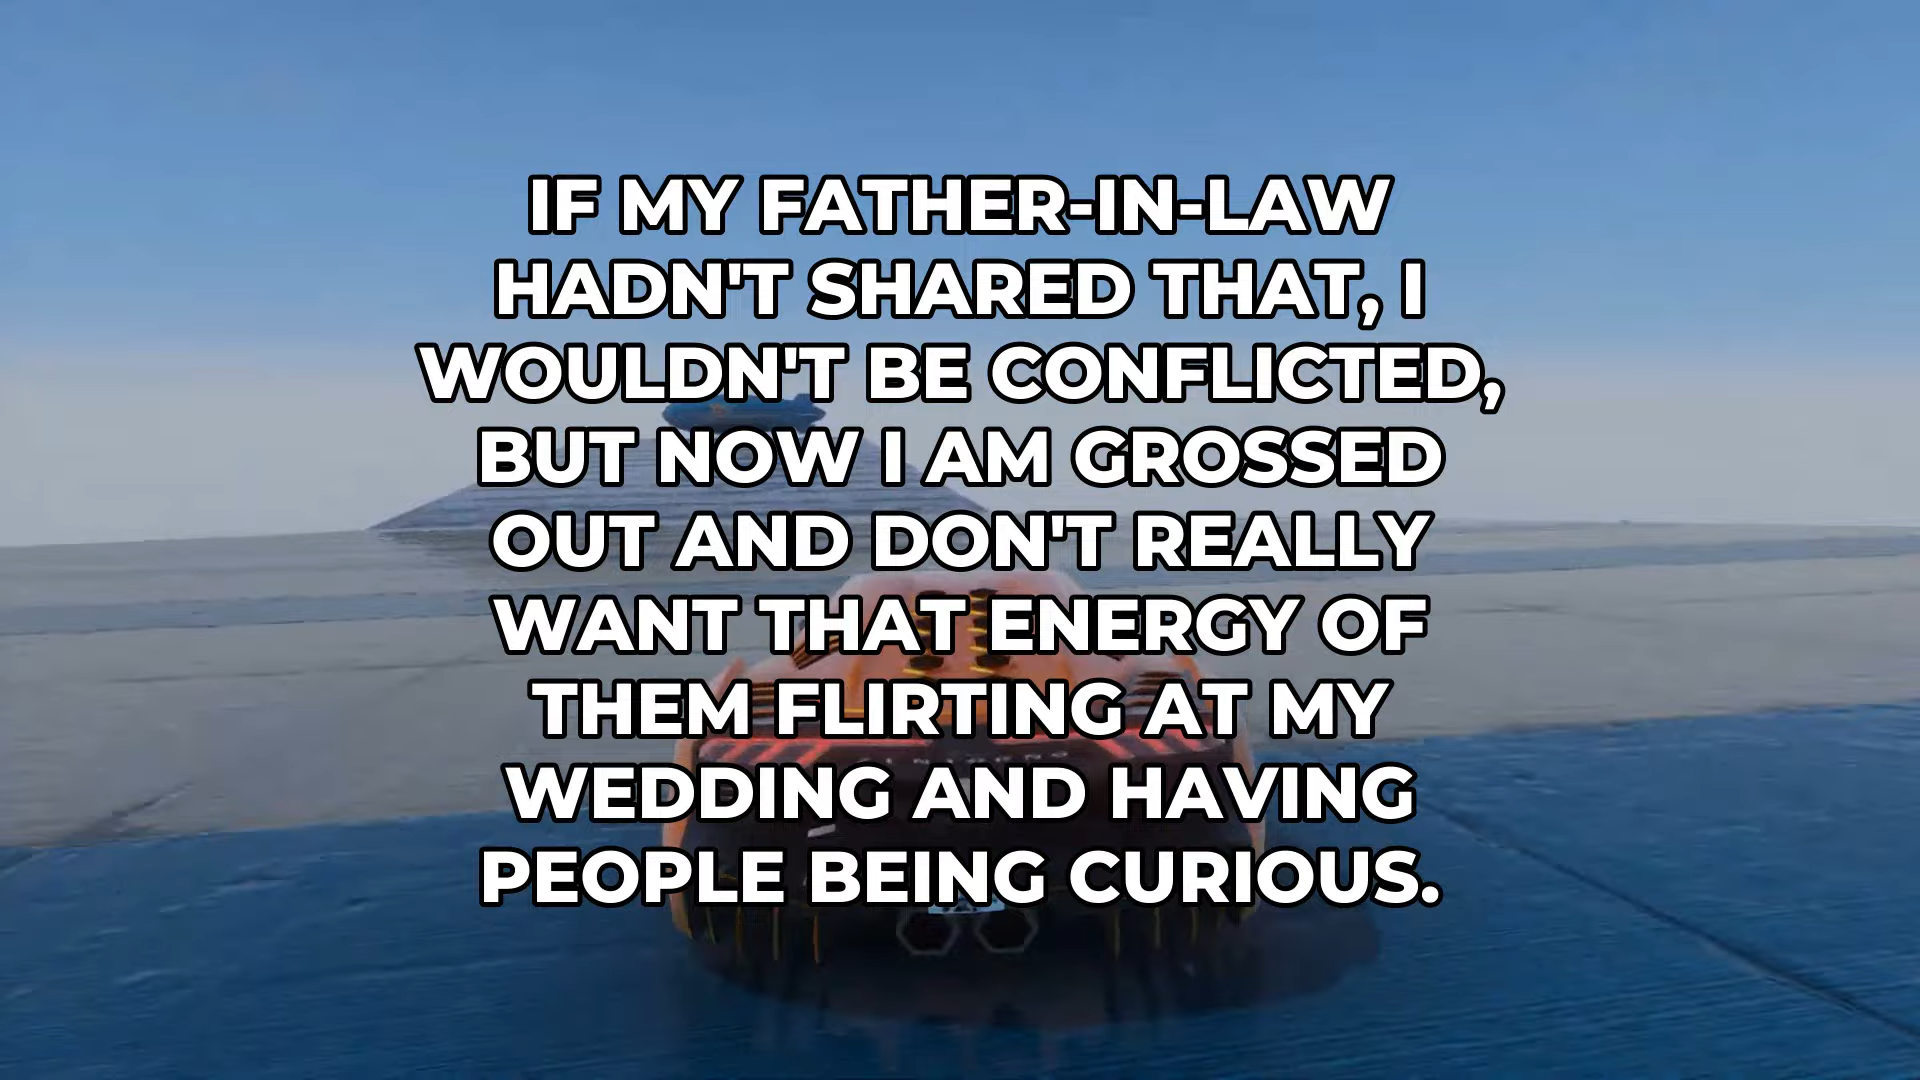 IF MY FATHER-IN-LAW
HADN'T SHARED THAT, I
WOULDN'T BE CONFLICTED,
BUT NOW I AM GROSSED
OUT AND DON'T REALLY
WANT THAT ENERGY OF
THEM FLIRTING AT MY
WEDDING AND HAVING
PEOPLE BEING CURIOUS.